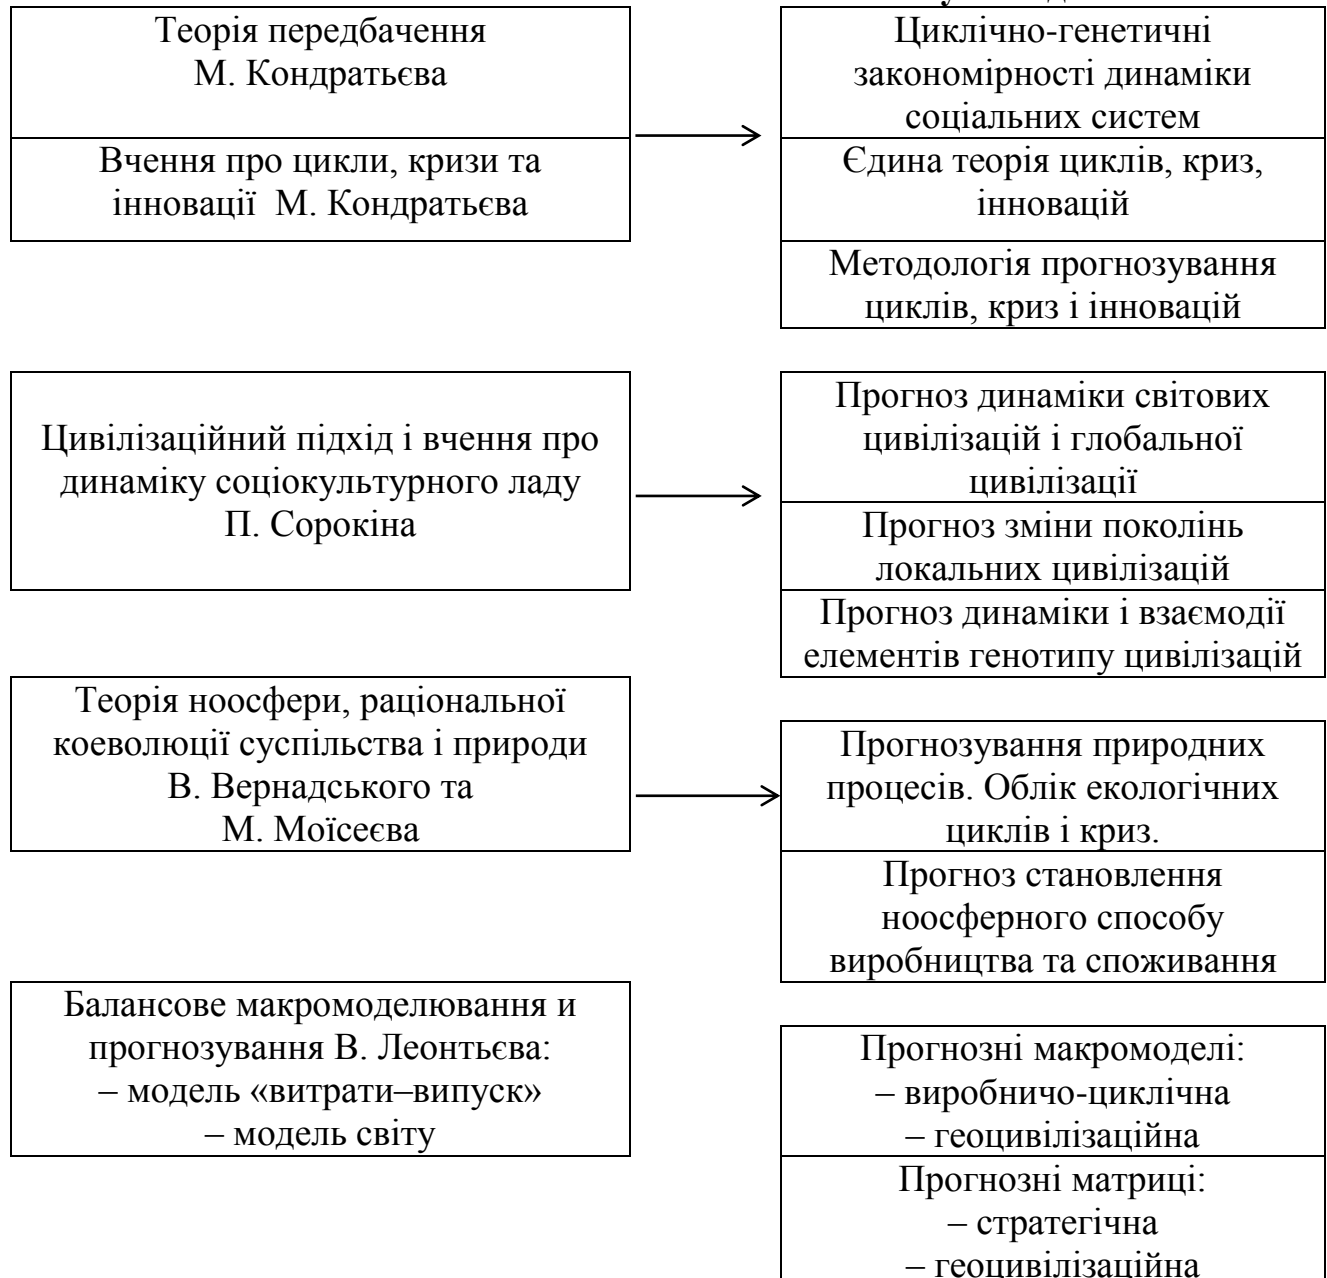 Теорія передбачення
М. Кондратьєва
Вчення про цикли, кризи та
інновації М. Кондратьєва
Циклічно-генетичні
закономірності динаміки
соціальних систем
Єдина теорія циклів, криз,
інновацій
Методологія прогнозування
циклів, криз і інновацій
Цивілізаційний підхід і вчення про
динаміку соціокультурного ладу
П. Сорокіна
Прогноз динаміки світових
цивілізацій і глобальної
цивілізації
Прогноз зміни поколінь
локальних цивілізацій
Прогноз динаміки і взаємодії
елементів генотипу цивілізацій
Теорія ноосфери, раціональної
коеволюції суспільства і природи
В. Вернадського та
М. Моїсеєва
Прогнозування природних
процесів. Облік екологічних
циклів і криз.
Прогноз становлення
ноосферного способу
виробництва та споживання
Балансове макромоделювання и
прогнозування В. Леонтьєва:
– модель «витрати–випуск»
– модель світу
Прогнозні макромоделі:
– виробничо-циклічна
– геоцивілізаційна
Прогнозні матриці:
– стратегічна
– геоцивілізаційна